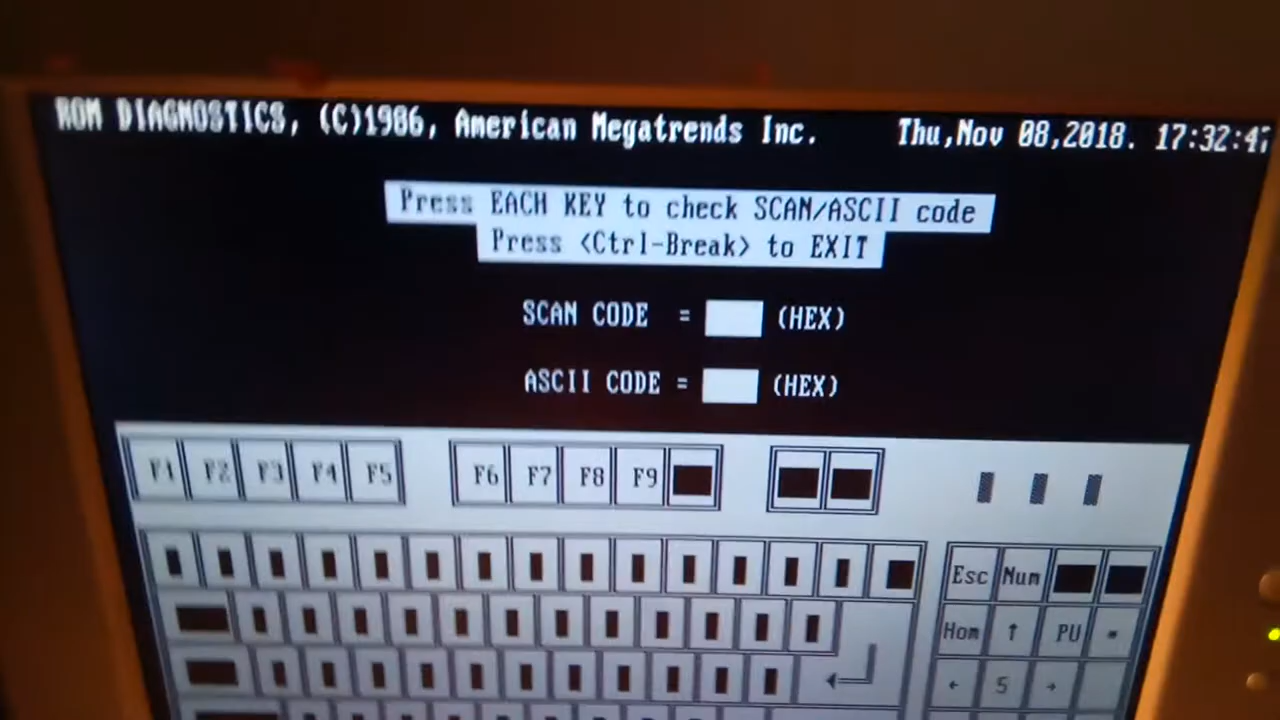 ROM DIAGNOSTICS, (C)1986, American Megatrends Inc. Thu,Nov 08,2018. 17:32:47
Press EACH KEY to check SCAN/ASCII code
Press <Ctrl-Break> to EXIT
SCAN CODE = (HEX)
ASCII CODE = (HEX)
F1 F2 F3 F4 F5 F6 F7 F8 F9
Esc Num
Hom ↑ PU
← 5 →